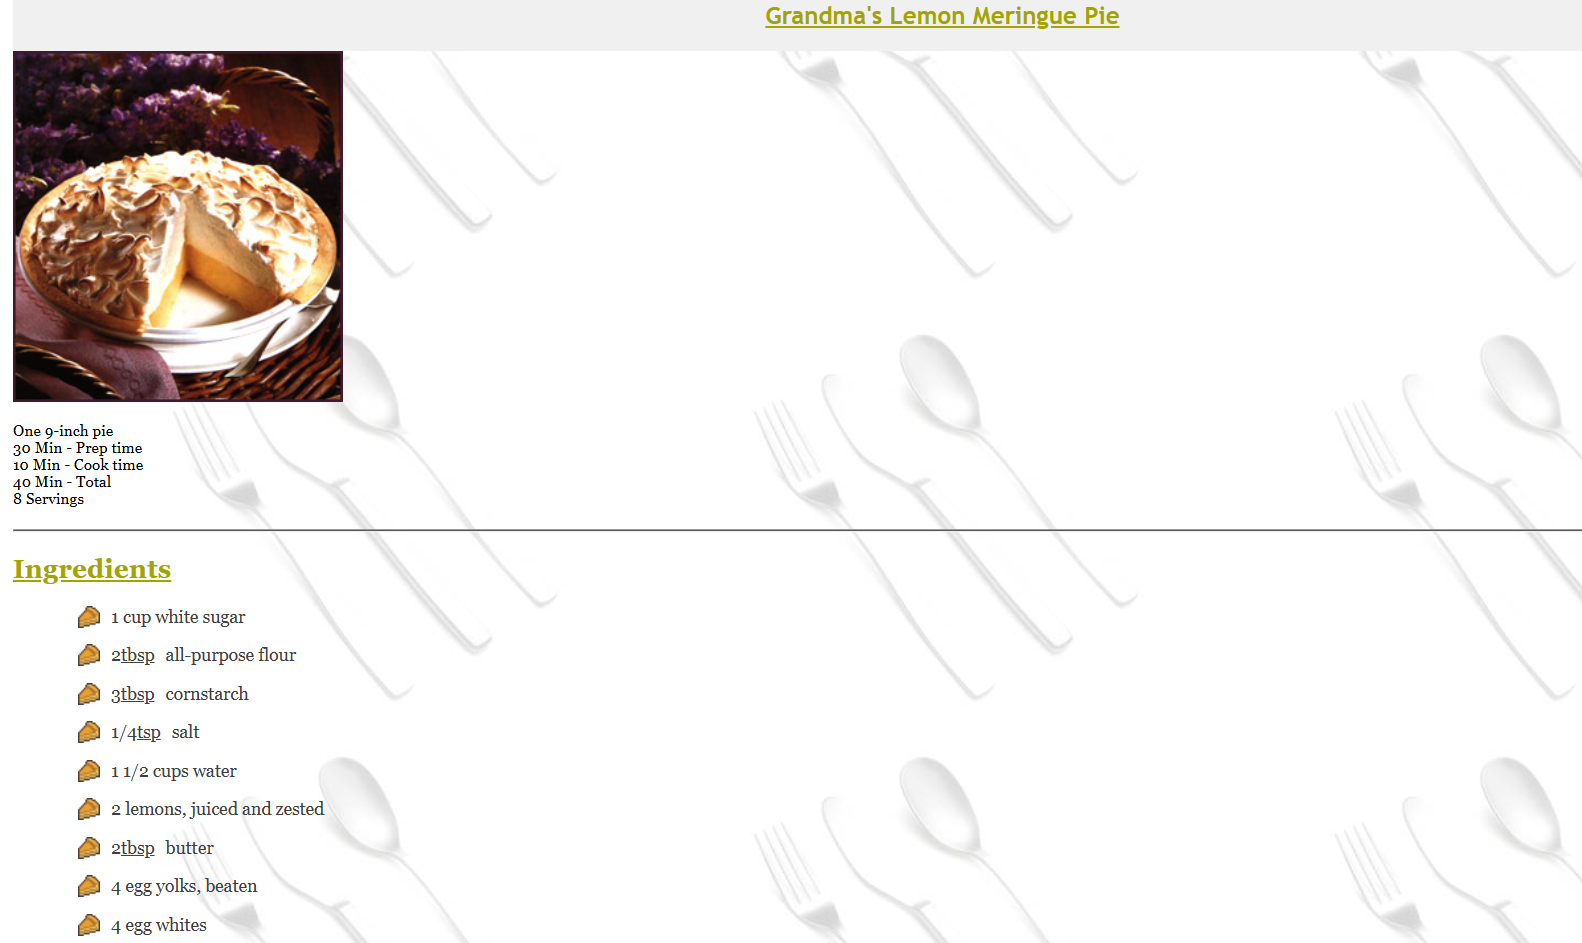 Grandma's Lemon Meringue Pie
One 9-inch pie
30 Min - Prep time
10 Min - Cook time
40 Min - Total
8 Servings
Ingredients
1 cup white sugar
2tbsp all-purpose flour
3tbsp cornstarch
1/4tsp salt
1 1/2 cups water
2 lemons, juiced and zested
2tbsp butter
4 egg yolks, beaten
4 egg whites